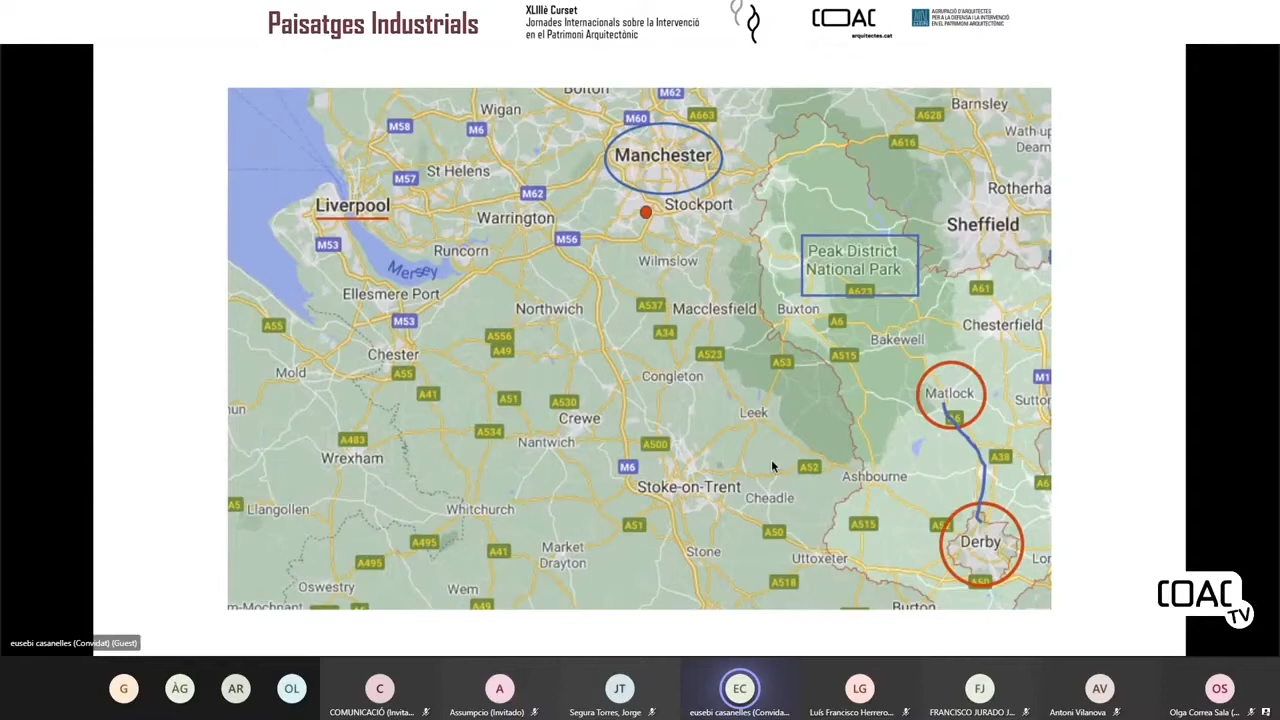 Paisatges Industrials
XLIIIè Curset
Jornades Internacionals sobre la Intervenció
en el Patrimoni Arquitectònic
COAC
arquitectes.cat
AGRUPACIÓ D'ARQUITECTES
PER A LA DEFENSA I LA INTERVENCIÓ
EN EL PATRIMONI ARQUITECTÒNIC
Bolton
M62
Wigan
M60
A663
Barnsley
M58
M6
A628
Wath up
Dearn
Manchester
A616
St Helens
M57
M62
Rotherha
Liverpool
Stockport
Warrington
Sheffield
M53
M56
Runcorn
Peak District
National Park
Wilmslow
Mersey
A623
A61
Ellesmere Port
Northwich
A537
Macclesfield
Buxton
M53
A6
A55
A34
Chesterfield
A556
A49
Bakewell
Chester
A523
A53
A515
Mold
A55
Congleton
M1
A41
A51
A530
Matlock
Sutton
Leek
hun
Crewe
A6
A483
A534
Nantwich
A500
A38
Wrexham
M6
A52
Ashbourne
Stoke-on-Trent
A6
Cheadle
A5
Llangollen
Whitchurch
A51
A515
A52
A50
Derby
A495
A41
Market
Drayton
Stone
Uttoxeter
Lon
A495
A518
A50
Oswestry
Wem
m-Mochnant
A49
Burton
COAC
TV
eusebi casanelles (Convidat) (Guest)
G
ÀG
AR
OL
C
A
JT
EC
LG
FJ
AV
OS
COMUNICACIÓ (Invita...
Assumpcio (Invitado)
Segura Torres, Jorge
eusebi casanelles (Convida...
Luís Francisco Herrero...
FRANCISCO JURADO J...
Antoni Vilanova
Olga Correa Sala (...